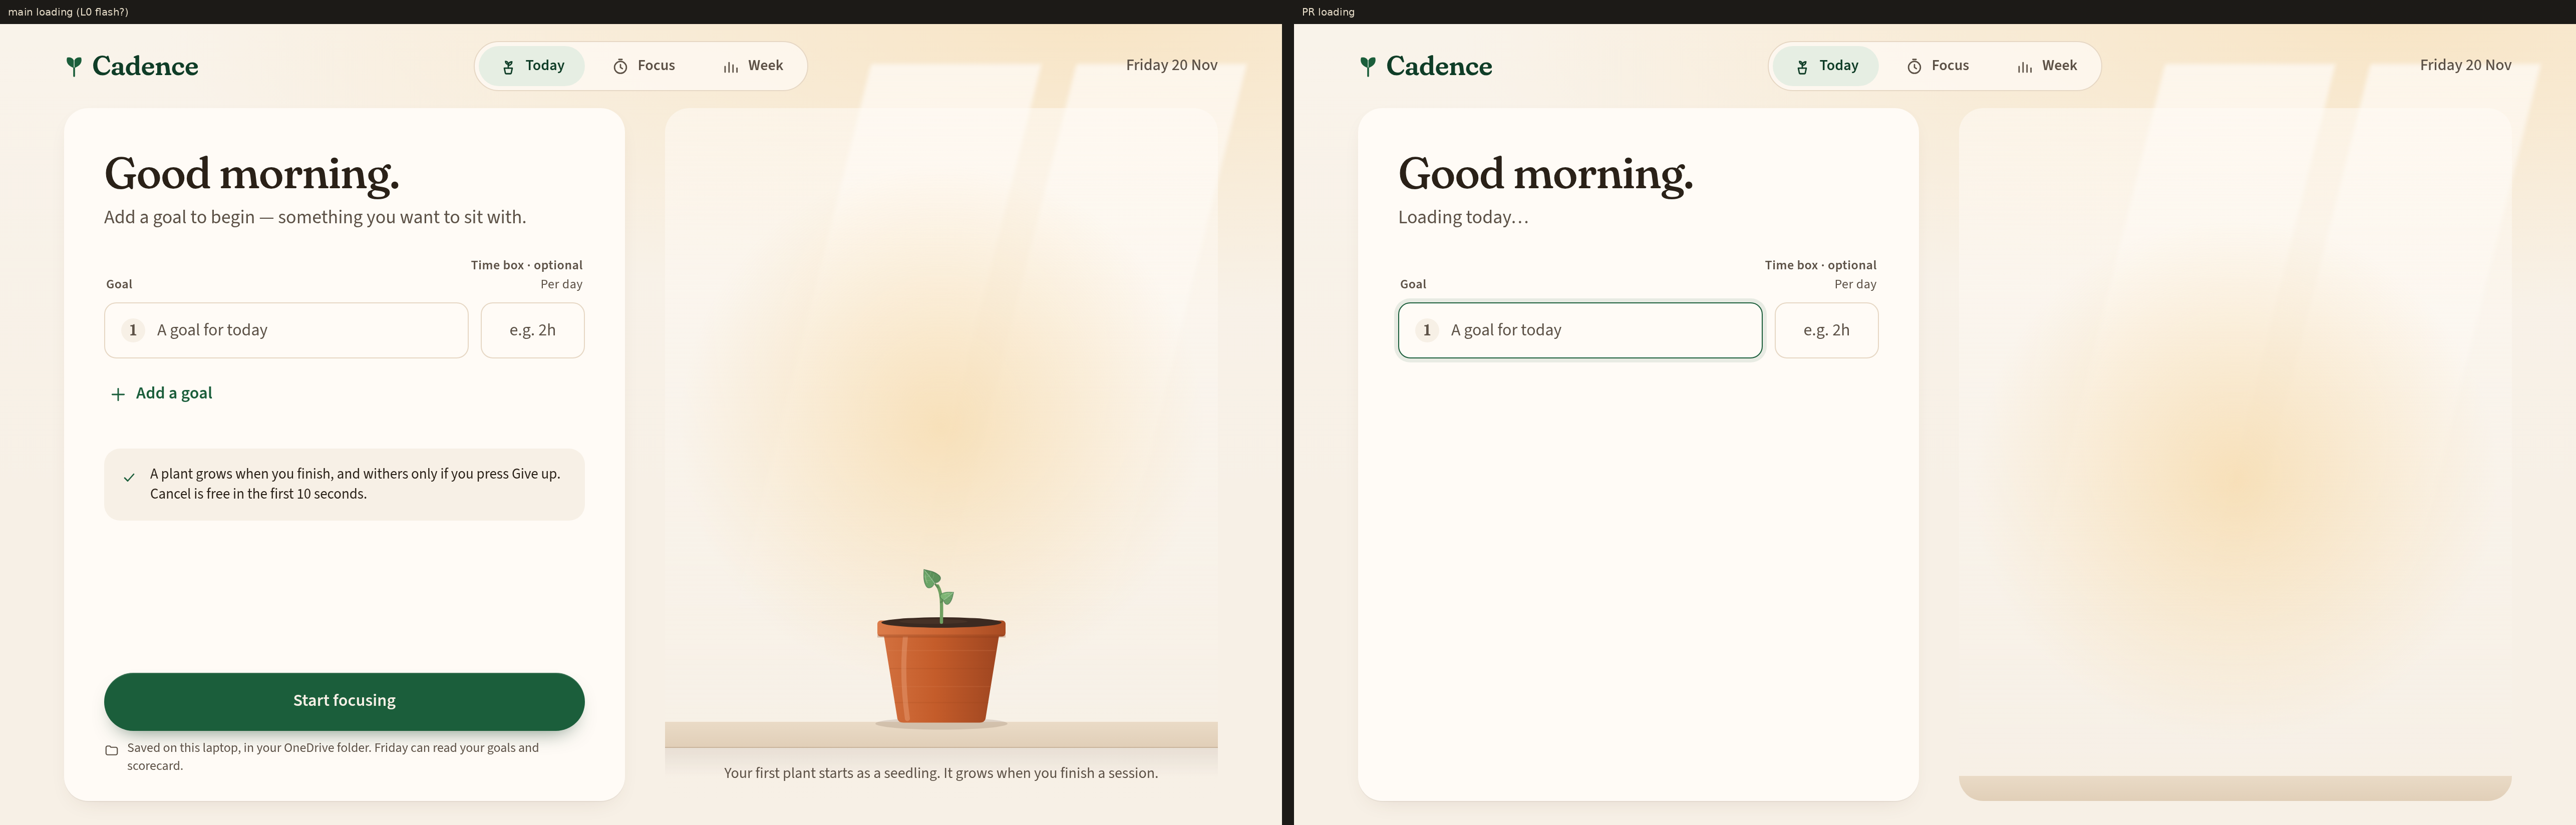 main loading (L0 flash?)
Cadence
Today
Focus
Week
Friday 20 Nov
Good morning.
Add a goal to begin — something you want to sit with.
Time box · optional
Goal
Per day
1
A goal for today
e.g. 2h
Add a goal
A plant grows when you finish, and withers only if you press Give up.
Cancel is free in the first 10 seconds.
Start focusing
Saved on this laptop, in your OneDrive folder. Friday can read your goals and
scorecard.
Your first plant starts as a seedling. It grows when you finish a session.
PR loading
Cadence
Today
Focus
Week
Friday 20 Nov
Good morning.
Loading today…
Time box · optional
Goal
Per day
1
A goal for today
e.g. 2h